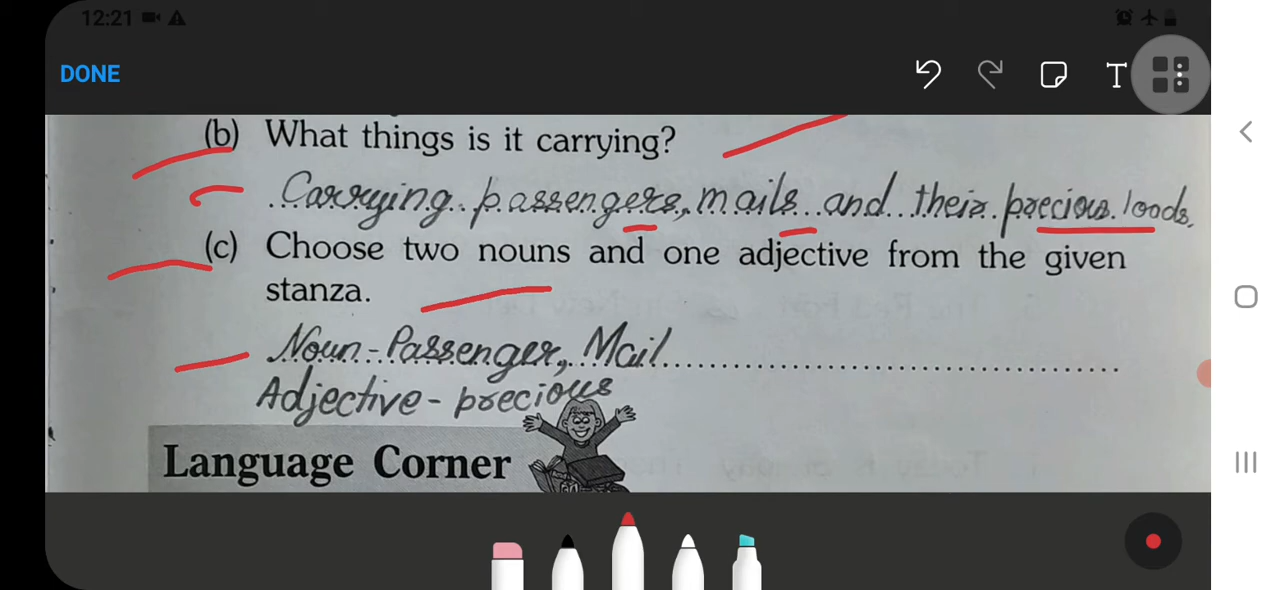 12:21
DONE
T
(b) What things is it carrying?
Carrying passengers, mails and their precious loads.
(c) Choose two nouns and one adjective from the given
stanza.
Noun - Passenger, Mail
Adjective - precious
Language Corner